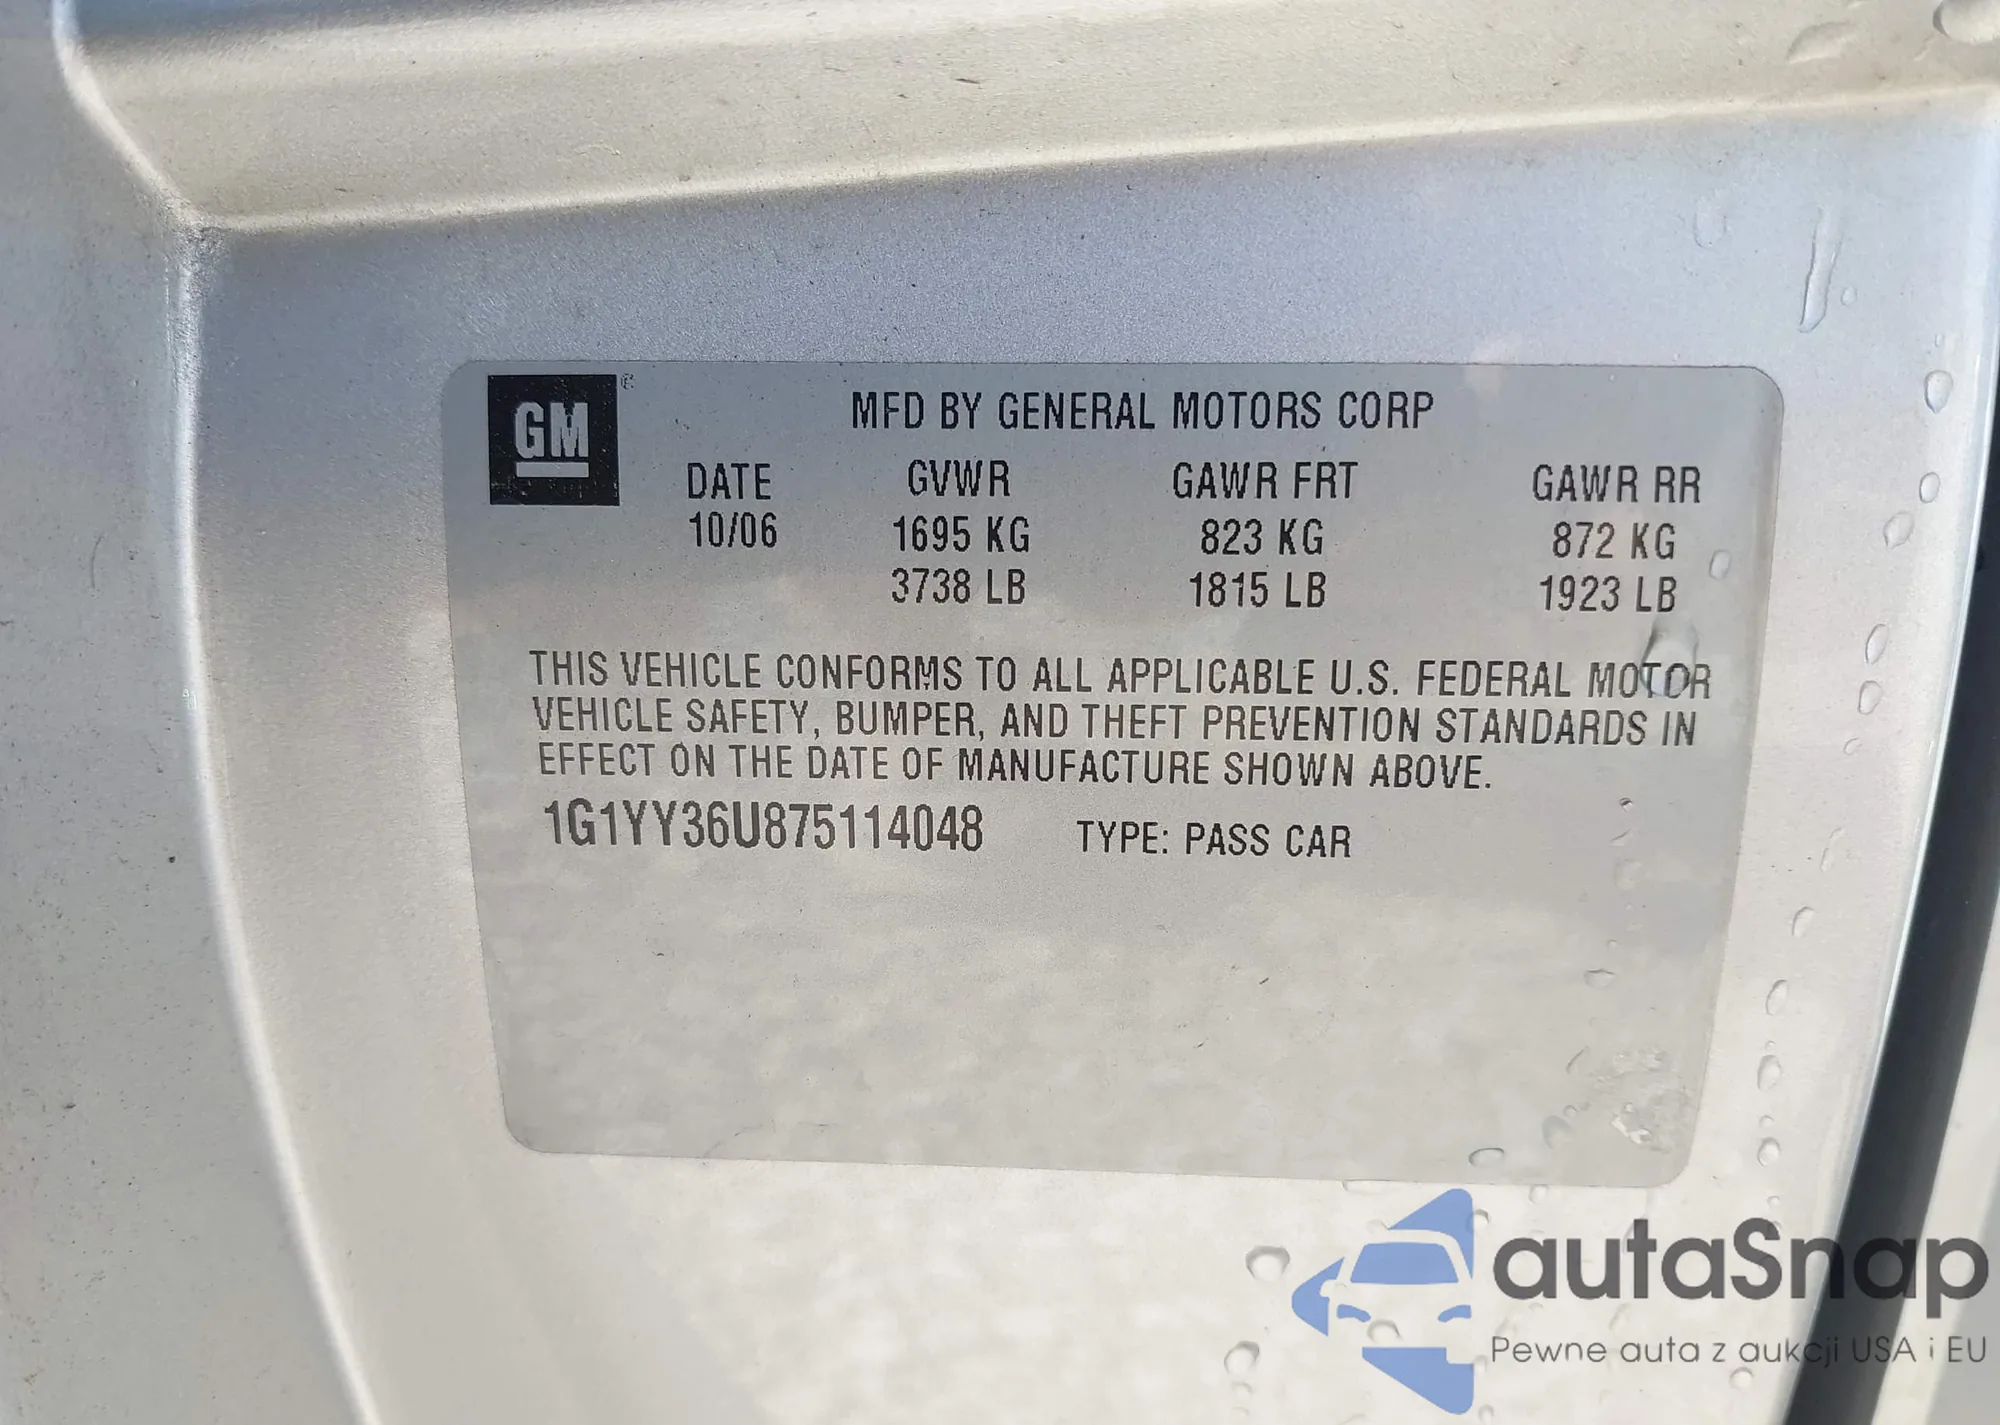 GM®
MFD BY GENERAL MOTORS CORP
DATE GVWR GAWR FRT GAWR RR
10/06 1695 KG 823 KG 872 KG
3738 LB 1815 LB 1923 LB
THIS VEHICLE CONFORMS TO ALL APPLICABLE U.S. FEDERAL MOTOR
VEHICLE SAFETY, BUMPER, AND THEFT PREVENTION STANDARDS IN
EFFECT ON THE DATE OF MANUFACTURE SHOWN ABOVE.
1G1YY36U875114048 TYPE: PASS CAR
autaSnap
Pewne auta z aukcji USA i EU